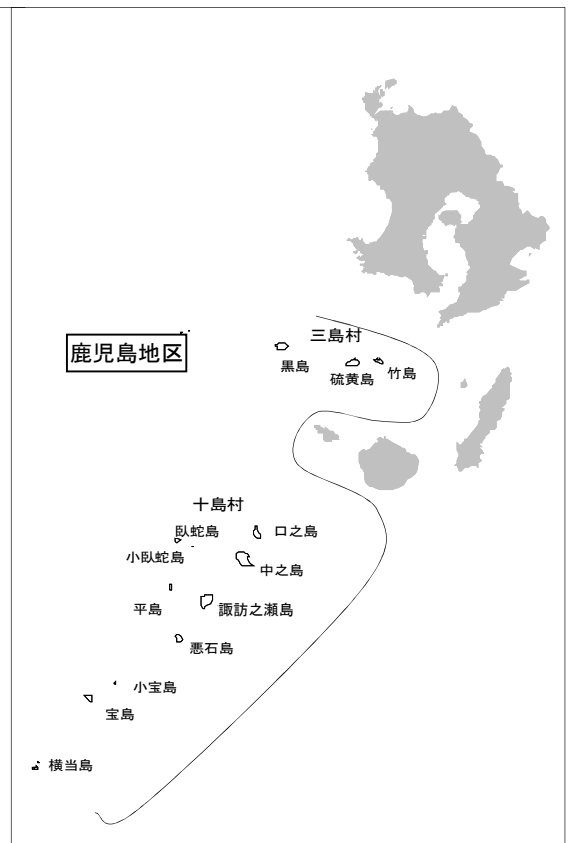 三島村
鹿児島地区
黒島
硫黄島
竹島
十島村
臥蛇島
口之島
小臥蛇島
中之島
平島
諏訪之瀬島
悪石島
小宝島
宝島
横当島